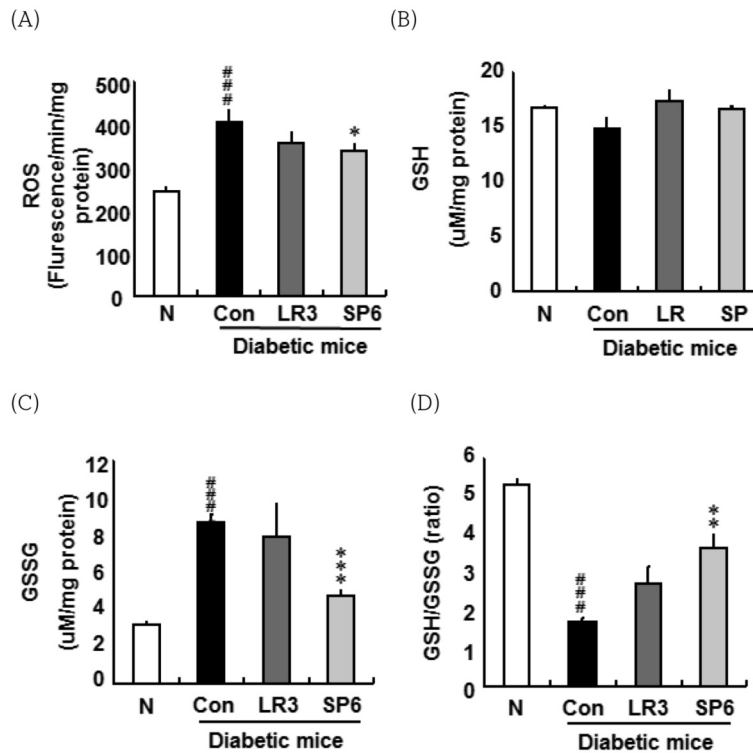 (A)
ROS
(Flurescence/min/mg
protein)
500
400
300
200
100
0
###
*
N Con LR3 SP6
Diabetic mice
(B)
GSH
(uM/mg protein)
20
15
10
5
0
N Con LR SP
Diabetic mice
(C)
GSSG
(uM/mg protein)
12
10
8
6
4
2
0
###
***
N Con LR3 SP6
Diabetic mice
(D)
GSH/GSSG (ratio)
6
5
4
3
2
1
0
###
**
N Con LR3 SP6
Diabetic mice